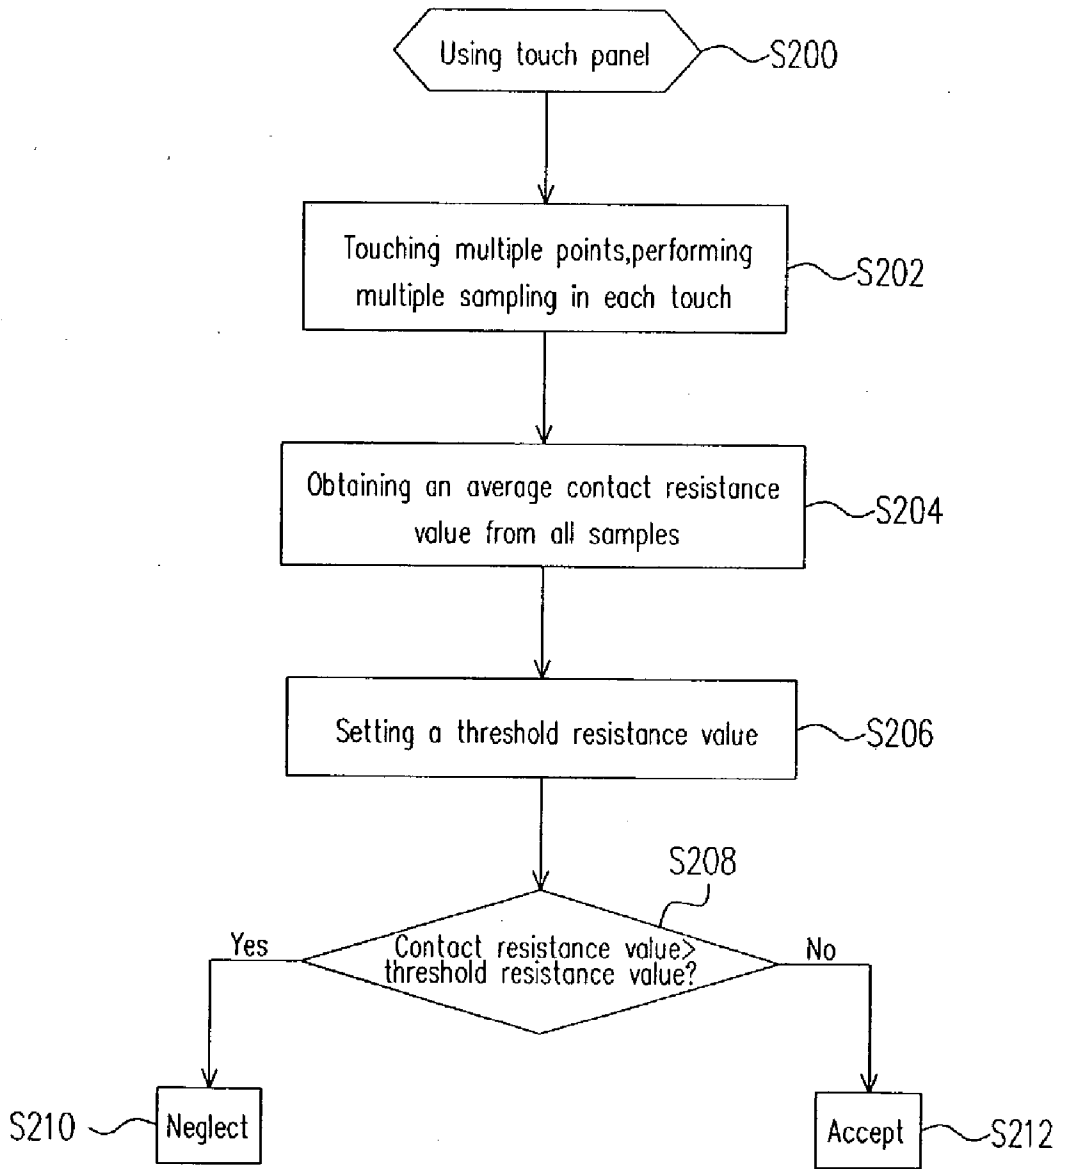 Using touch panel
S200
Touching multiple points,performing
multiple sampling in each touch
S202
Obtaining an average contact resistance
value from all samples
S204
Setting a threshold resistance value
S206
S208
Contact resistance value>
threshold resistance value?
Yes
No
S210
Neglect
Accept
S212